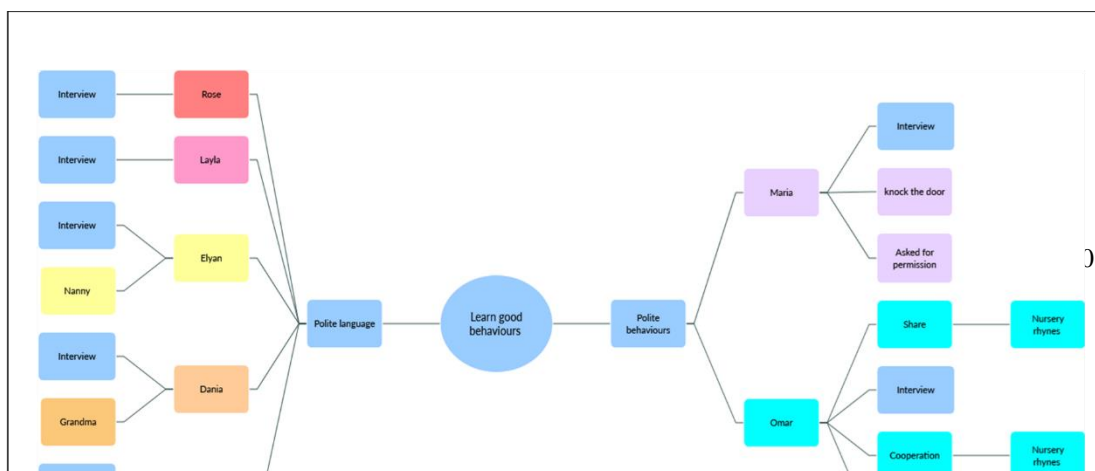 Interview
Rose
Interview
Layla
Interview
Elyan
Nanny
Interview
Dania
Grandma
Polite language
Learn good
behaviours
Polite
behaviours
Maria
Interview
knock the door
Asked for
permission
Share
Nursery
rhynes
Interview
Omar
Cooperation
Nursery
rhynes